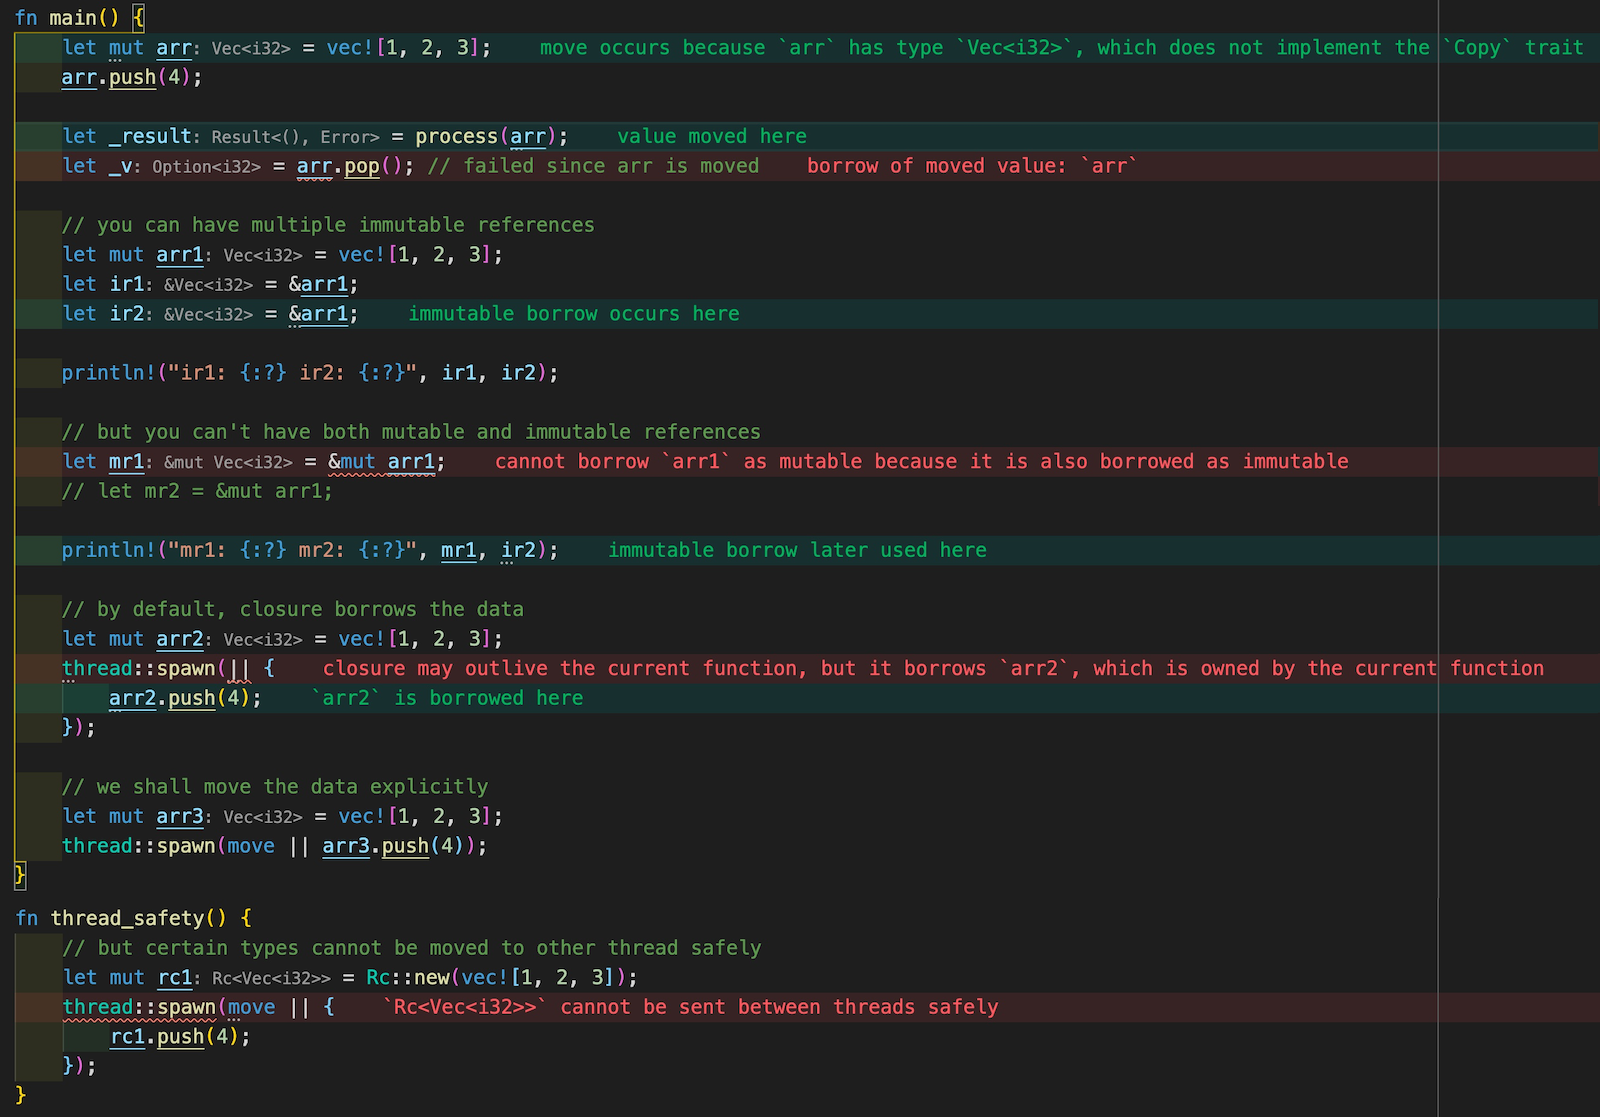 fn main() {
    let mut arr: Vec<i32> = vec![1, 2, 3];    move occurs because `arr` has type `Vec<i32>`, which does not implement the `Copy` trait
    arr.push(4);
    let _result: Result<(), Error> = process(arr);    value moved here
    let _v: Option<i32> = arr.pop(); // failed since arr is moved    borrow of moved value: `arr`
    // you can have multiple immutable references
    let mut arr1: Vec<i32> = vec![1, 2, 3];
    let ir1: &Vec<i32> = &arr1;
    let ir2: &Vec<i32> = &arr1;    immutable borrow occurs here
    println!("ir1: {:?} ir2: {:?}", ir1, ir2);
    // but you can't have both mutable and immutable references
    let mr1: &mut Vec<i32> = &mut arr1;    cannot borrow `arr1` as mutable because it is also borrowed as immutable
    // let mr2 = &mut arr1;
    println!("mr1: {:?} mr2: {:?}", mr1, ir2);    immutable borrow later used here
    // by default, closure borrows the data
    let mut arr2: Vec<i32> = vec![1, 2, 3];
    thread::spawn(|| {    closure may outlive the current function, but it borrows `arr2`, which is owned by the current function
        arr2.push(4);    `arr2` is borrowed here
    });
    // we shall move the data explicitly
    let mut arr3: Vec<i32> = vec![1, 2, 3];
    thread::spawn(move || arr3.push(4));
}
fn thread_safety() {
    // but certain types cannot be moved to other thread safely
    let mut rc1: Rc<Vec<i32>> = Rc::new(vec![1, 2, 3]);
    thread::spawn(move || {    `Rc<Vec<i32>>` cannot be sent between threads safely
        rc1.push(4);
    });
}